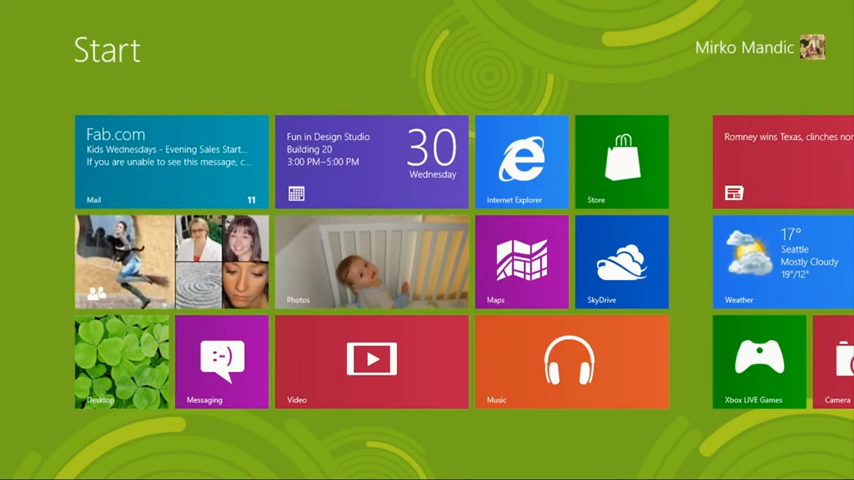 Start
Mirko Mandic
Fab.com
Kids Wednesdays - Evening Sales Start...
If you are unable to see this message, c...
Mail
11
Fun in Design Studio
Building 20
3:00 PM–5:00 PM
30
Wednesday
Internet Explorer
Store
Romney wins Texas, clinches
Photos
Maps
SkyDrive
17°
Seattle
Mostly Cloudy
19°/12°
Weather
Desktop
Messaging
:-)
Video
Music
Xbox LIVE Games
Camera